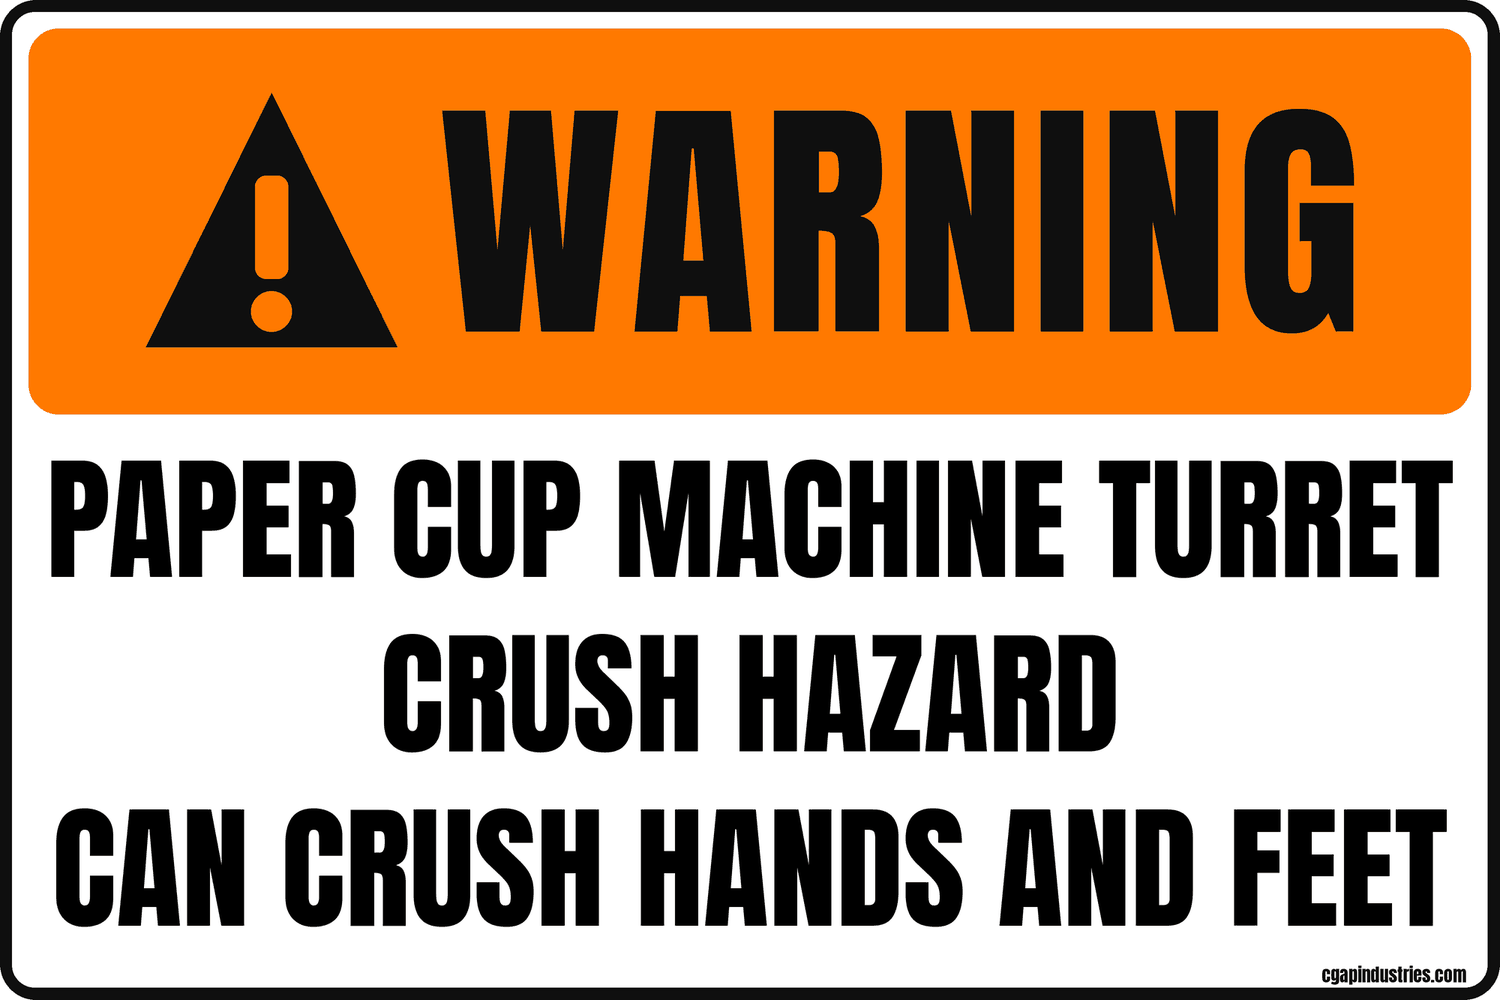 WARNING
PAPER CUP MACHINE TURRET
CRUSH HAZARD
CAN CRUSH HANDS AND FEET
cgapindustries.com